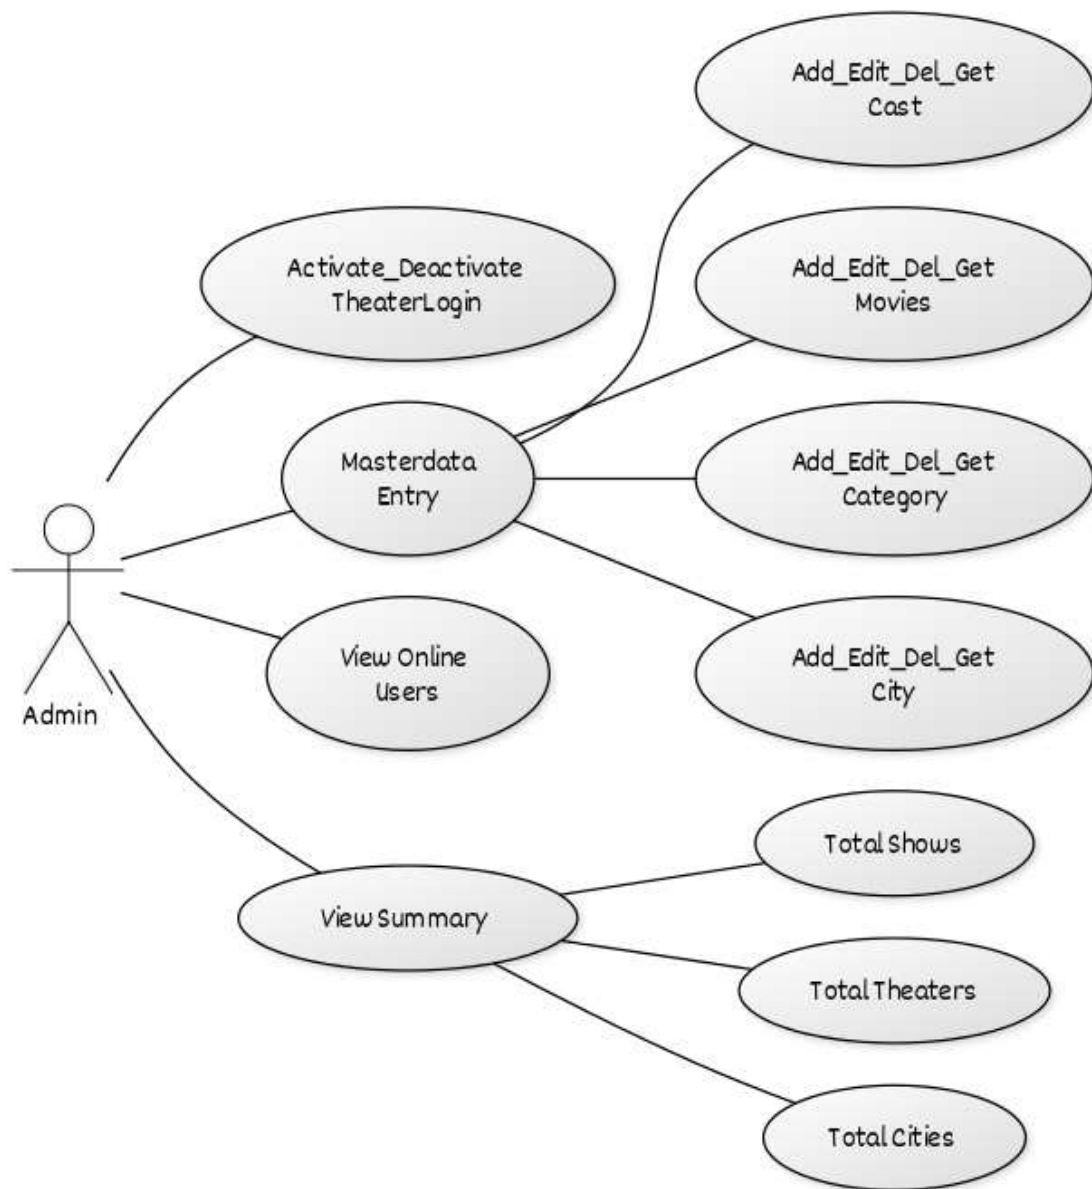 Add_Edit_Del_Get
Cast
Activate_Deactivate
TheaterLogin
Add_Edit_Del_Get
Movies
Masterdata
Entry
Add_Edit_Del_Get
Category
View Online
Users
Add_Edit_Del_Get
City
Admin
Total Shows
View Summary
Total Theaters
Total Cities